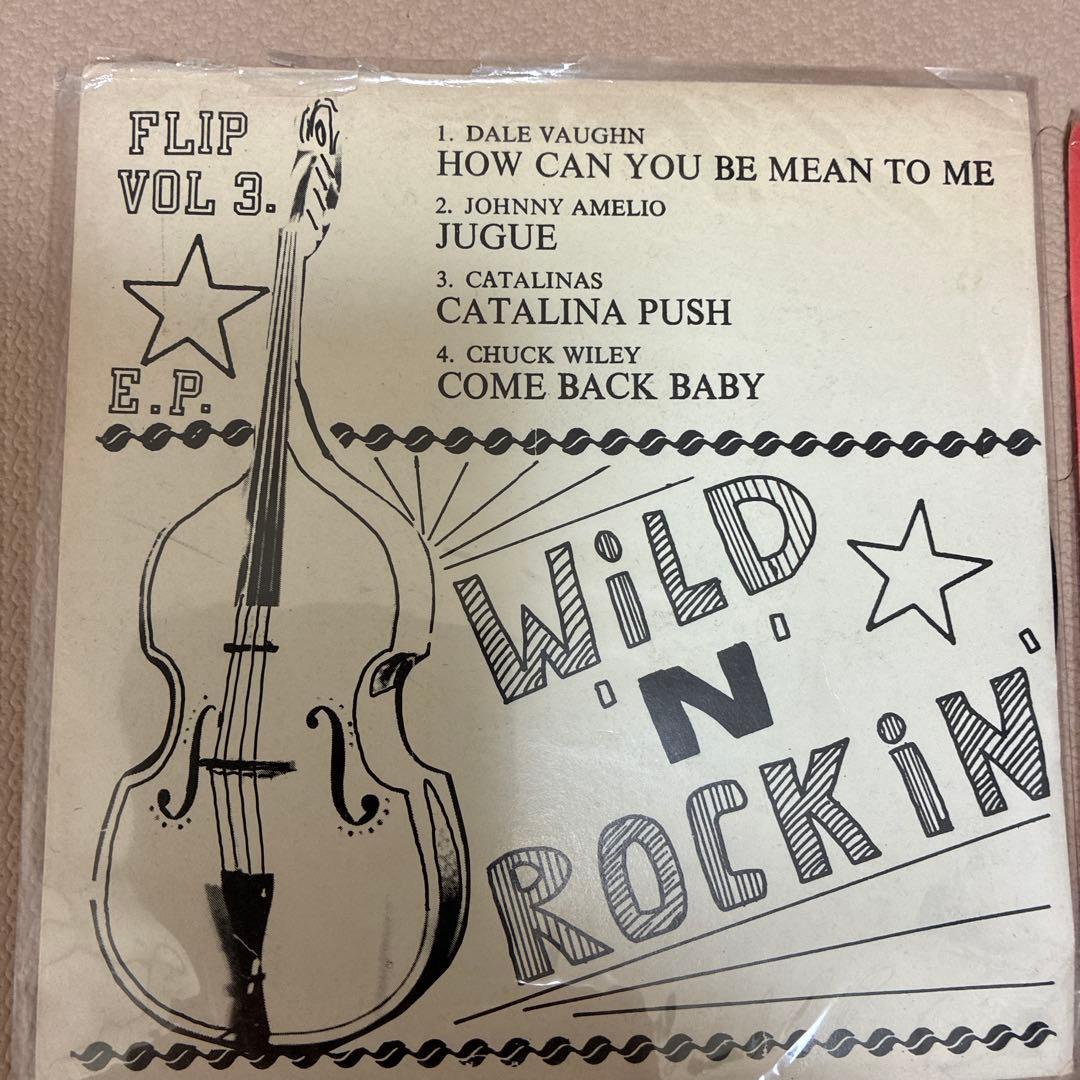 FLIP
VOL 3.
E.P.
1. DALE VAUGHN
HOW CAN YOU BE MEAN TO ME
2. JOHNNY AMELIO
JUGUE
3. CATALINAS
CATALINA PUSH
4. CHUCK WILEY
COME BACK BABY
WiLD
'N'
ROCKiN'